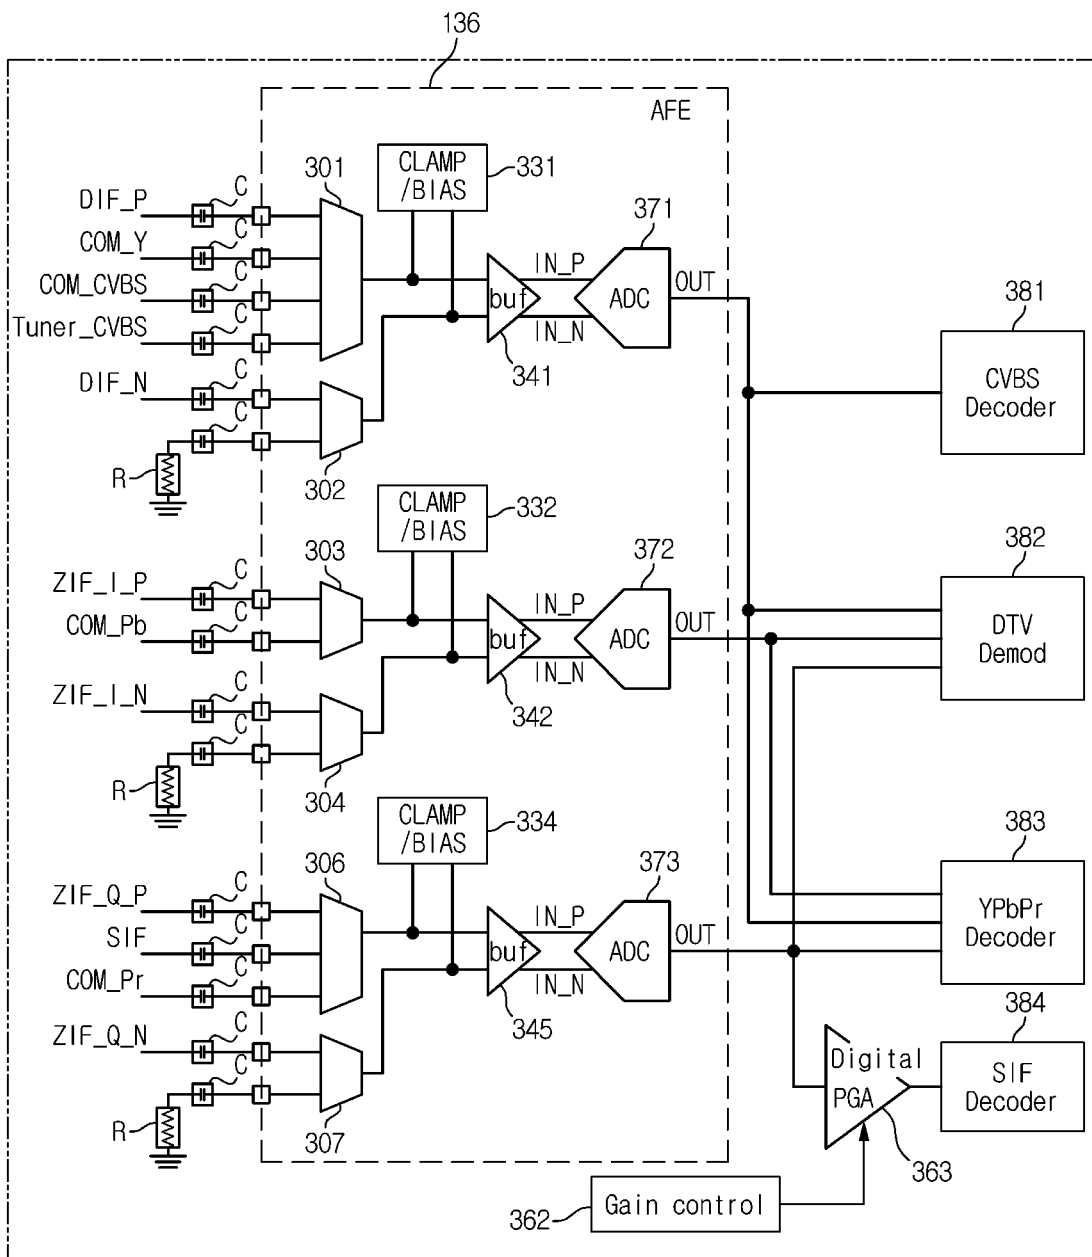 136
AFE
301
CLAMP
/BIAS
331
DIF_P
C
COM_Y
C
COM_CVBS
C
Tuner_CVBS
C
DIF_N
C
C
R
302
buf
341
IN_P
IN_N
371
ADC
OUT
381
CVBS
Decoder
CLAMP
/BIAS
332
303
ZIF_I_P
C
COM_Pb
C
ZIF_I_N
C
C
R
304
buf
342
IN_P
IN_N
372
ADC
OUT
382
DTV
Demod
CLAMP
/BIAS
334
306
ZIF_Q_P
C
SIF
C
COM_Pr
C
ZIF_Q_N
C
C
R
307
buf
345
IN_P
IN_N
373
ADC
OUT
383
YPbPr
Decoder
384
SIF
Decoder
Digital
PGA
363
362
Gain control